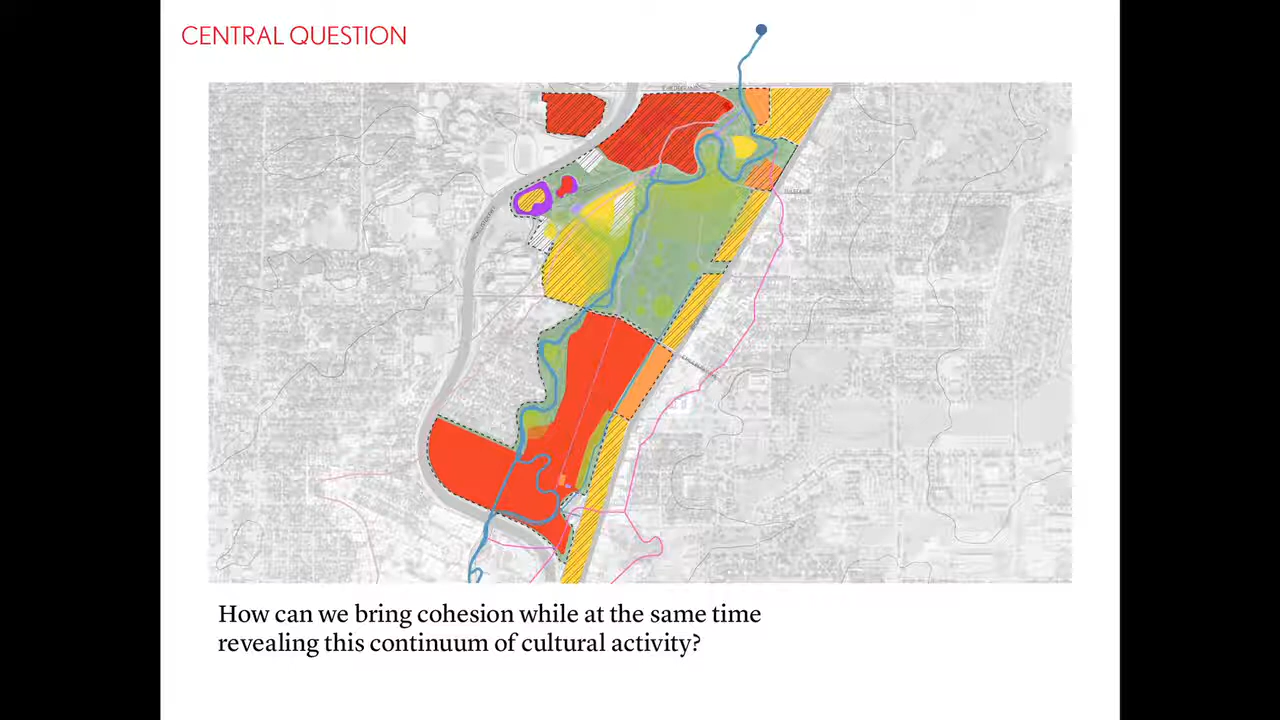 CENTRAL QUESTION
How can we bring cohesion while at the same time
revealing this continuum of cultural activity?